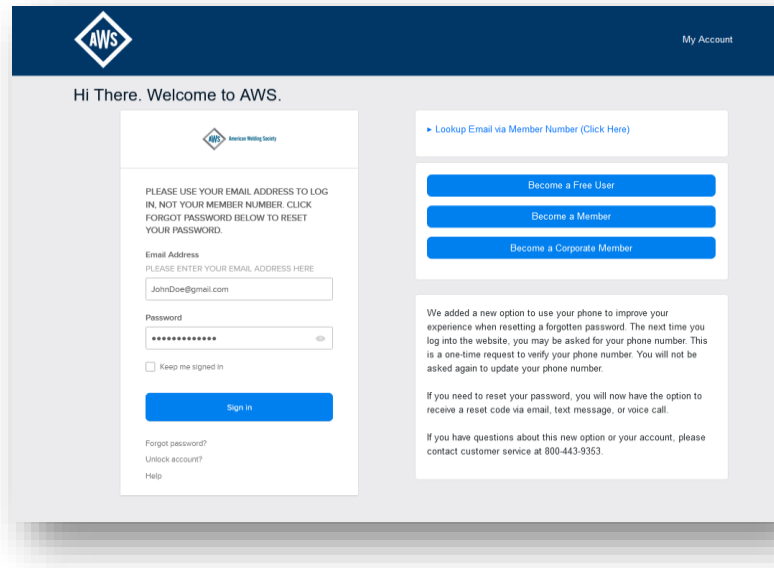 AWS
My Account
Hi There. Welcome to AWS.
AWS American Welding Society
PLEASE USE YOUR EMAIL ADDRESS TO LOG
IN, NOT YOUR MEMBER NUMBER. CLICK
FORGOT PASSWORD BELOW TO RESET
YOUR PASSWORD.
Email Address
PLEASE ENTER YOUR EMAIL ADDRESS HERE
JohnDoe@gmail.com
Password
•••••••••••••
Keep me signed in
Sign in
Forgot password?
Unlock account?
Help
▸ Lookup Email via Member Number (Click Here)
Become a Free User
Become a Member
Become a Corporate Member
We added a new option to use your phone to improve your
experience when resetting a forgotten password. The next time you
log into the website, you may be asked for your phone number. This
is a one-time request to verify your phone number. You will not be
asked again to update your phone number.
If you need to reset your password, you will now have the option to
receive a reset code via email, text message, or voice call.
If you have questions about this new option or your account, please
contact customer service at 800-443-9353.